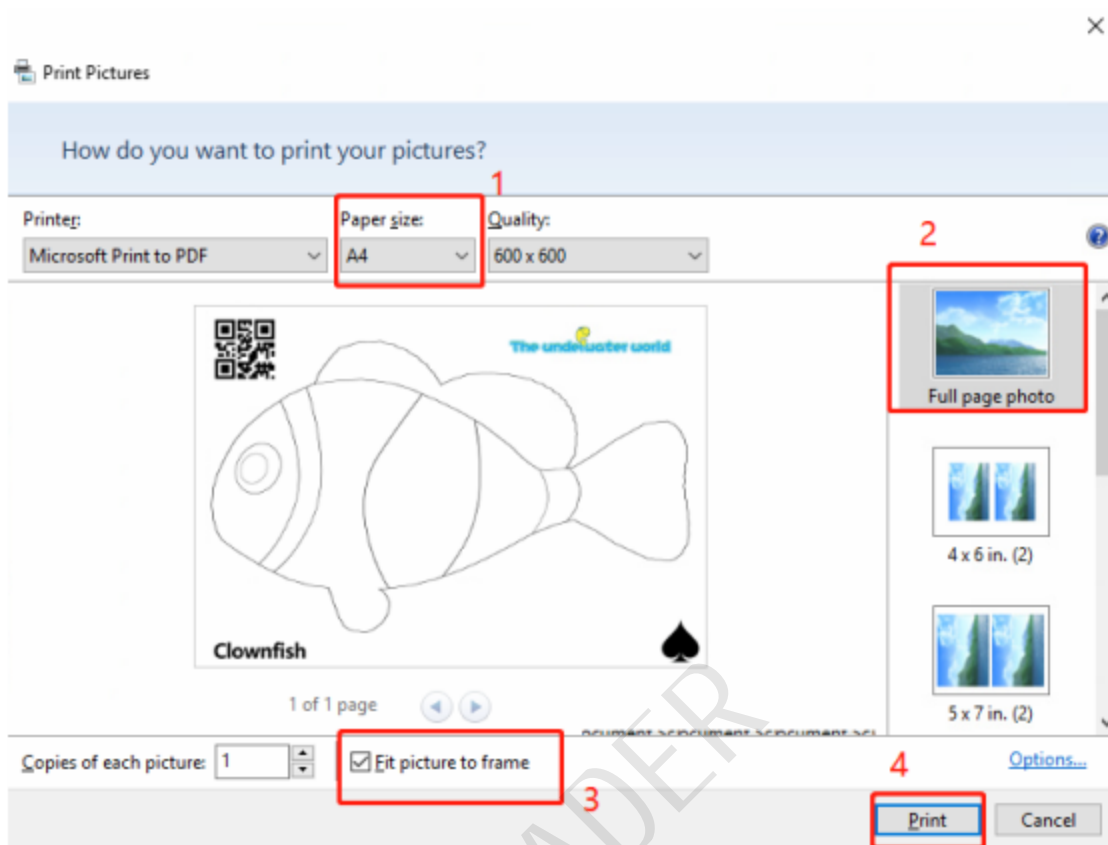 Print Pictures
How do you want to print your pictures?
1
Printer:
Paper size:
Quality:
2
Microsoft Print to PDF
A4
600 x 600
The underwater world
Full page photo
4 x 6 in. (2)
Clownfish
1 of 1 page
5 x 7 in. (2)
Copies of each picture:
1
Fit picture to frame
3
4
Options...
Print
Cancel